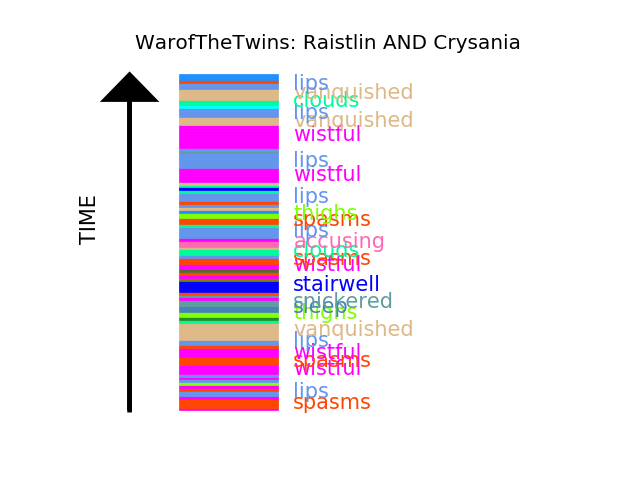 WarofTheTwins: Raistlin AND Crysania
lips
vanquished
clouds
lips
vanquished
wistful
lips
wistful
lips
thighs
spasms
lips
accusing
clouds
spasms
wistful
stairwell
snickered
sleep
thighs
vanquished
lips
wistful
spasms
wistful
lips
spasms
TIME